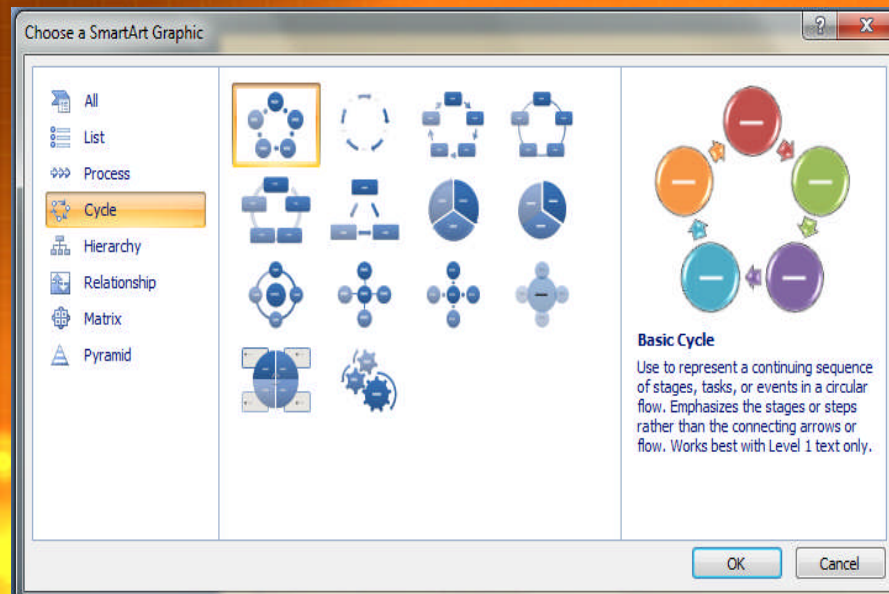 Choose a SmartArt Graphic
?
X
All
List
Process
Cycle
Hierarchy
Relationship
Matrix
Pyramid
Basic Cycle
Use to represent a continuing sequence
of stages, tasks, or events in a circular
flow. Emphasizes the stages or steps
rather than the connecting arrows or
flow. Works best with Level 1 text only.
OK
Cancel